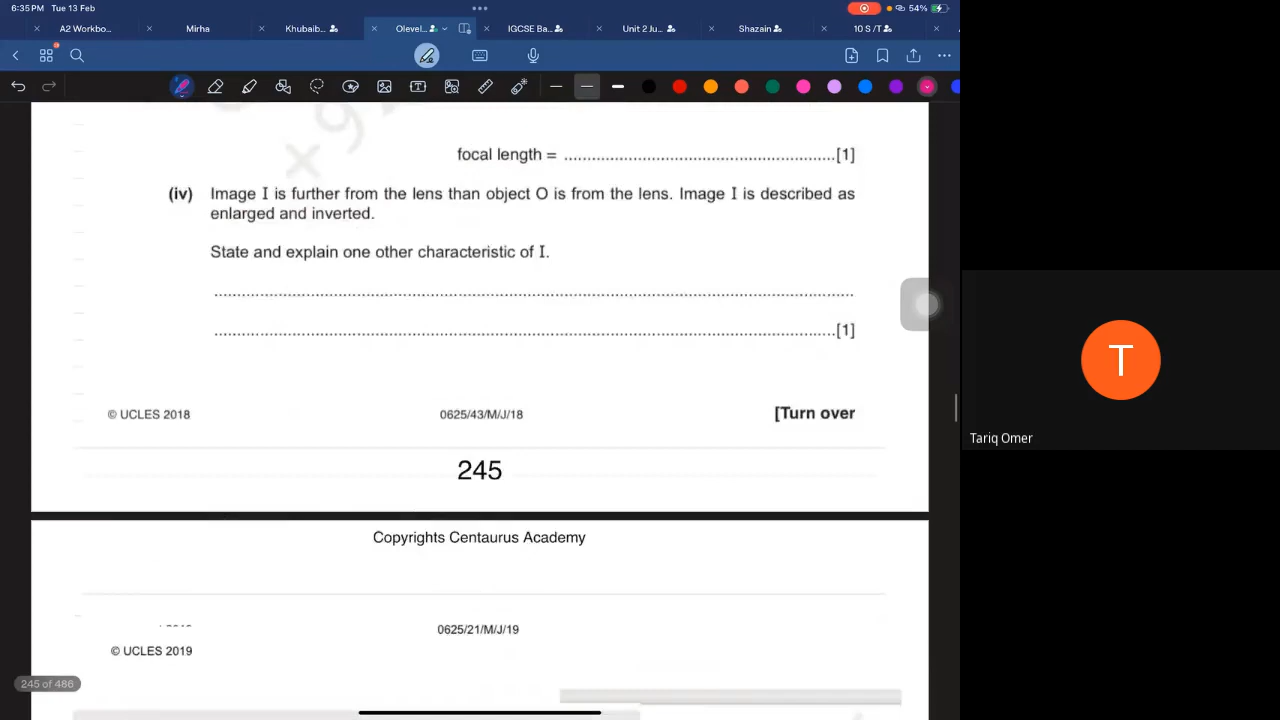 6:35 PM Tue 13 Feb
54%
A2 Workbo...
Mirha
Khubaib...
Olevel...
IGCSE Ba...
Unit 2 Ju...
Shazain...
10 S /T
focal length = ........................................................[1]
(iv) Image I is further from the lens than object O is from the lens. Image I is described as
enlarged and inverted.
State and explain one other characteristic of I.
[1]
© UCLES 2018
0625/43/M/J/18
[Turn over
245
Copyrights Centaurus Academy
0625/21/M/J/19
© UCLES 2019
245 of 486
T
Tariq Omer